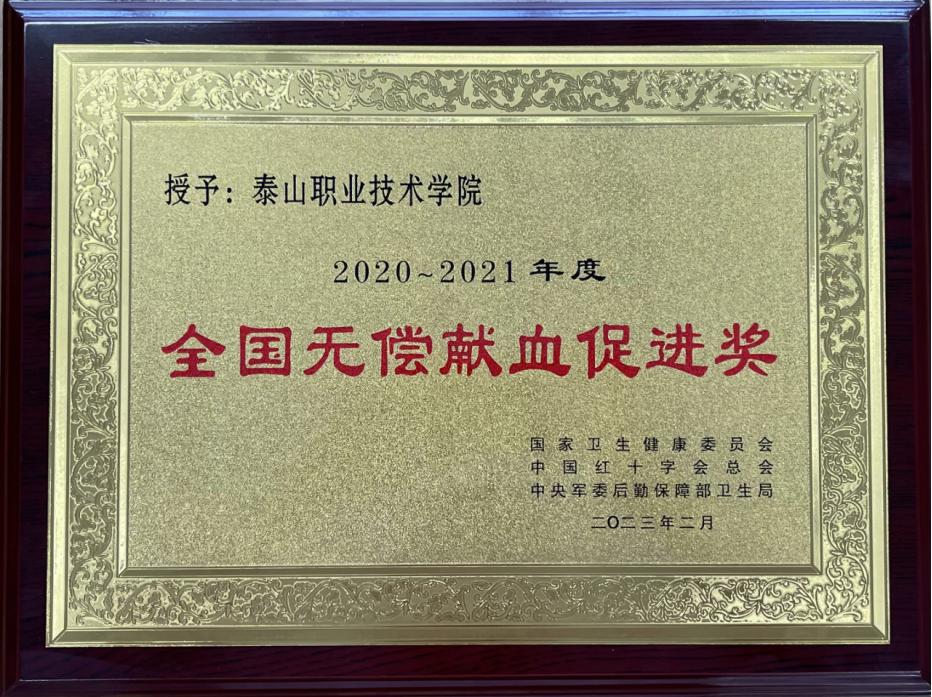 授予：泰山职业技术学院
2020~2021年度
全国无偿献血促进奖
国家卫生健康委员会
中国红十字会总会
中央军委后勤保障部卫生局
二〇二三年二月